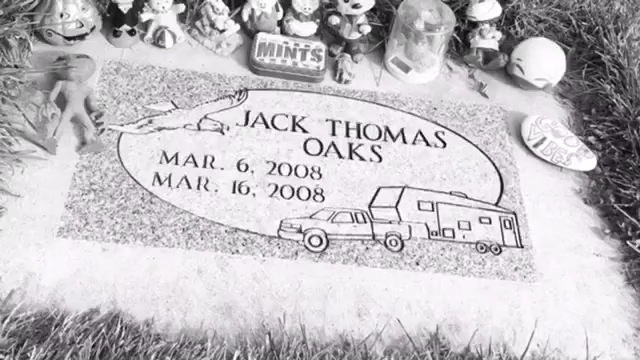 MINTS
JACK THOMAS
OAKS
MAR. 6, 2008
MAR. 16, 2008